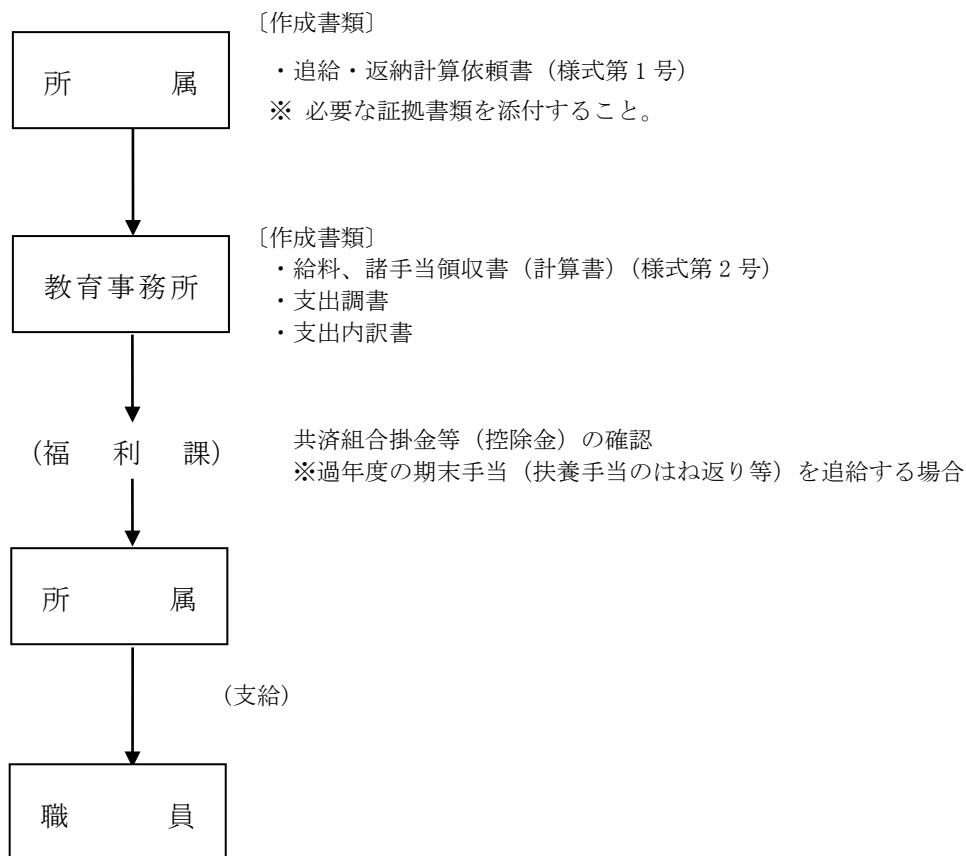 〔作成書類〕
所 属
・追給・返納計算依頼書（様式第1号）
※ 必要な証拠書類を添付すること。
〔作成書類〕
教育事務所
・給料、諸手当領収書（計算書）（様式第2号）
・支出調書
・支出内訳書
（福 利 課）
共済組合掛金等（控除金）の確認
※過年度の期末手当（扶養手当のはね返り等）を追給する場合
所 属
（支給）
職 員